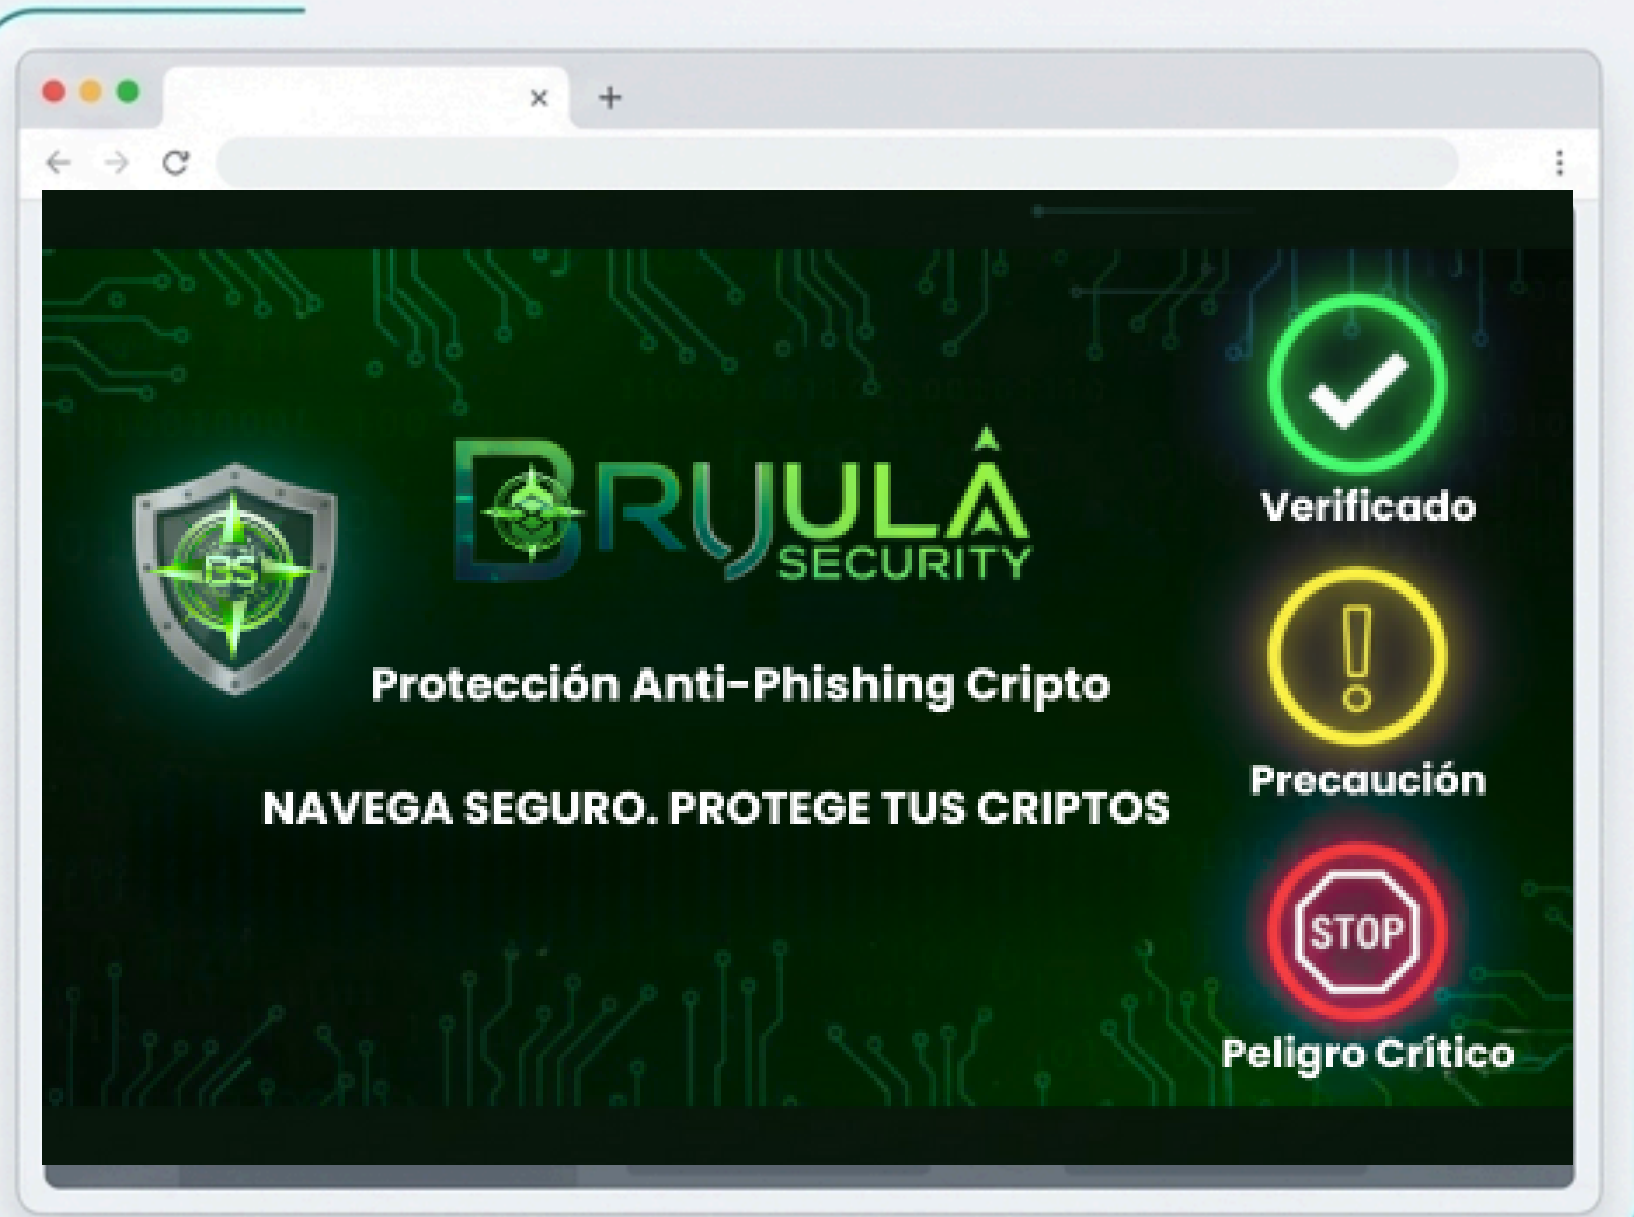 BRUJULA
SECURITY
BS
Protección Anti-Phishing Cripto
NAVEGA SEGURO. PROTEGE TUS CRIPTOS
Verificado
Precaución
STOP
Peligro Crítico